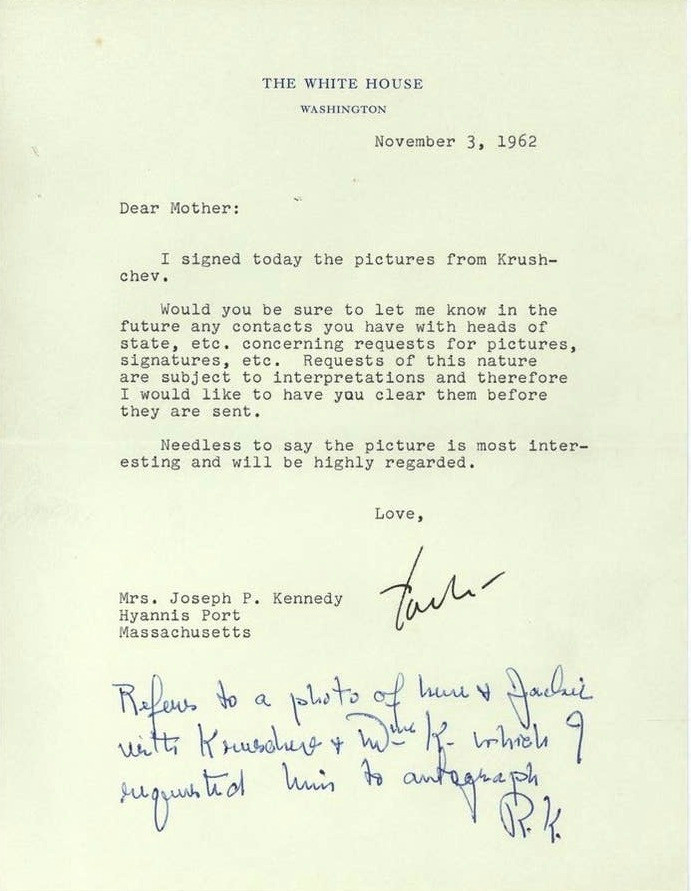 THE WHITE HOUSE
WASHINGTON
November 3, 1962
Dear Mother:
I signed today the pictures from Krush-
chev.
Would you be sure to let me know in the
future any contacts you have with heads of
state, etc. concerning requests for pictures,
signatures, etc. Requests of this nature
are subject to interpretations and therefore
I would like to have you clear them before
they are sent.
Needless to say the picture is most inter-
esting and will be highly regarded.
Love,
Jack
Mrs. Joseph P. Kennedy
Hyannis Port
Massachusetts
Refers to a photo of him & Jackie
with & Mme K- which I
requested him to autograph
R.K.